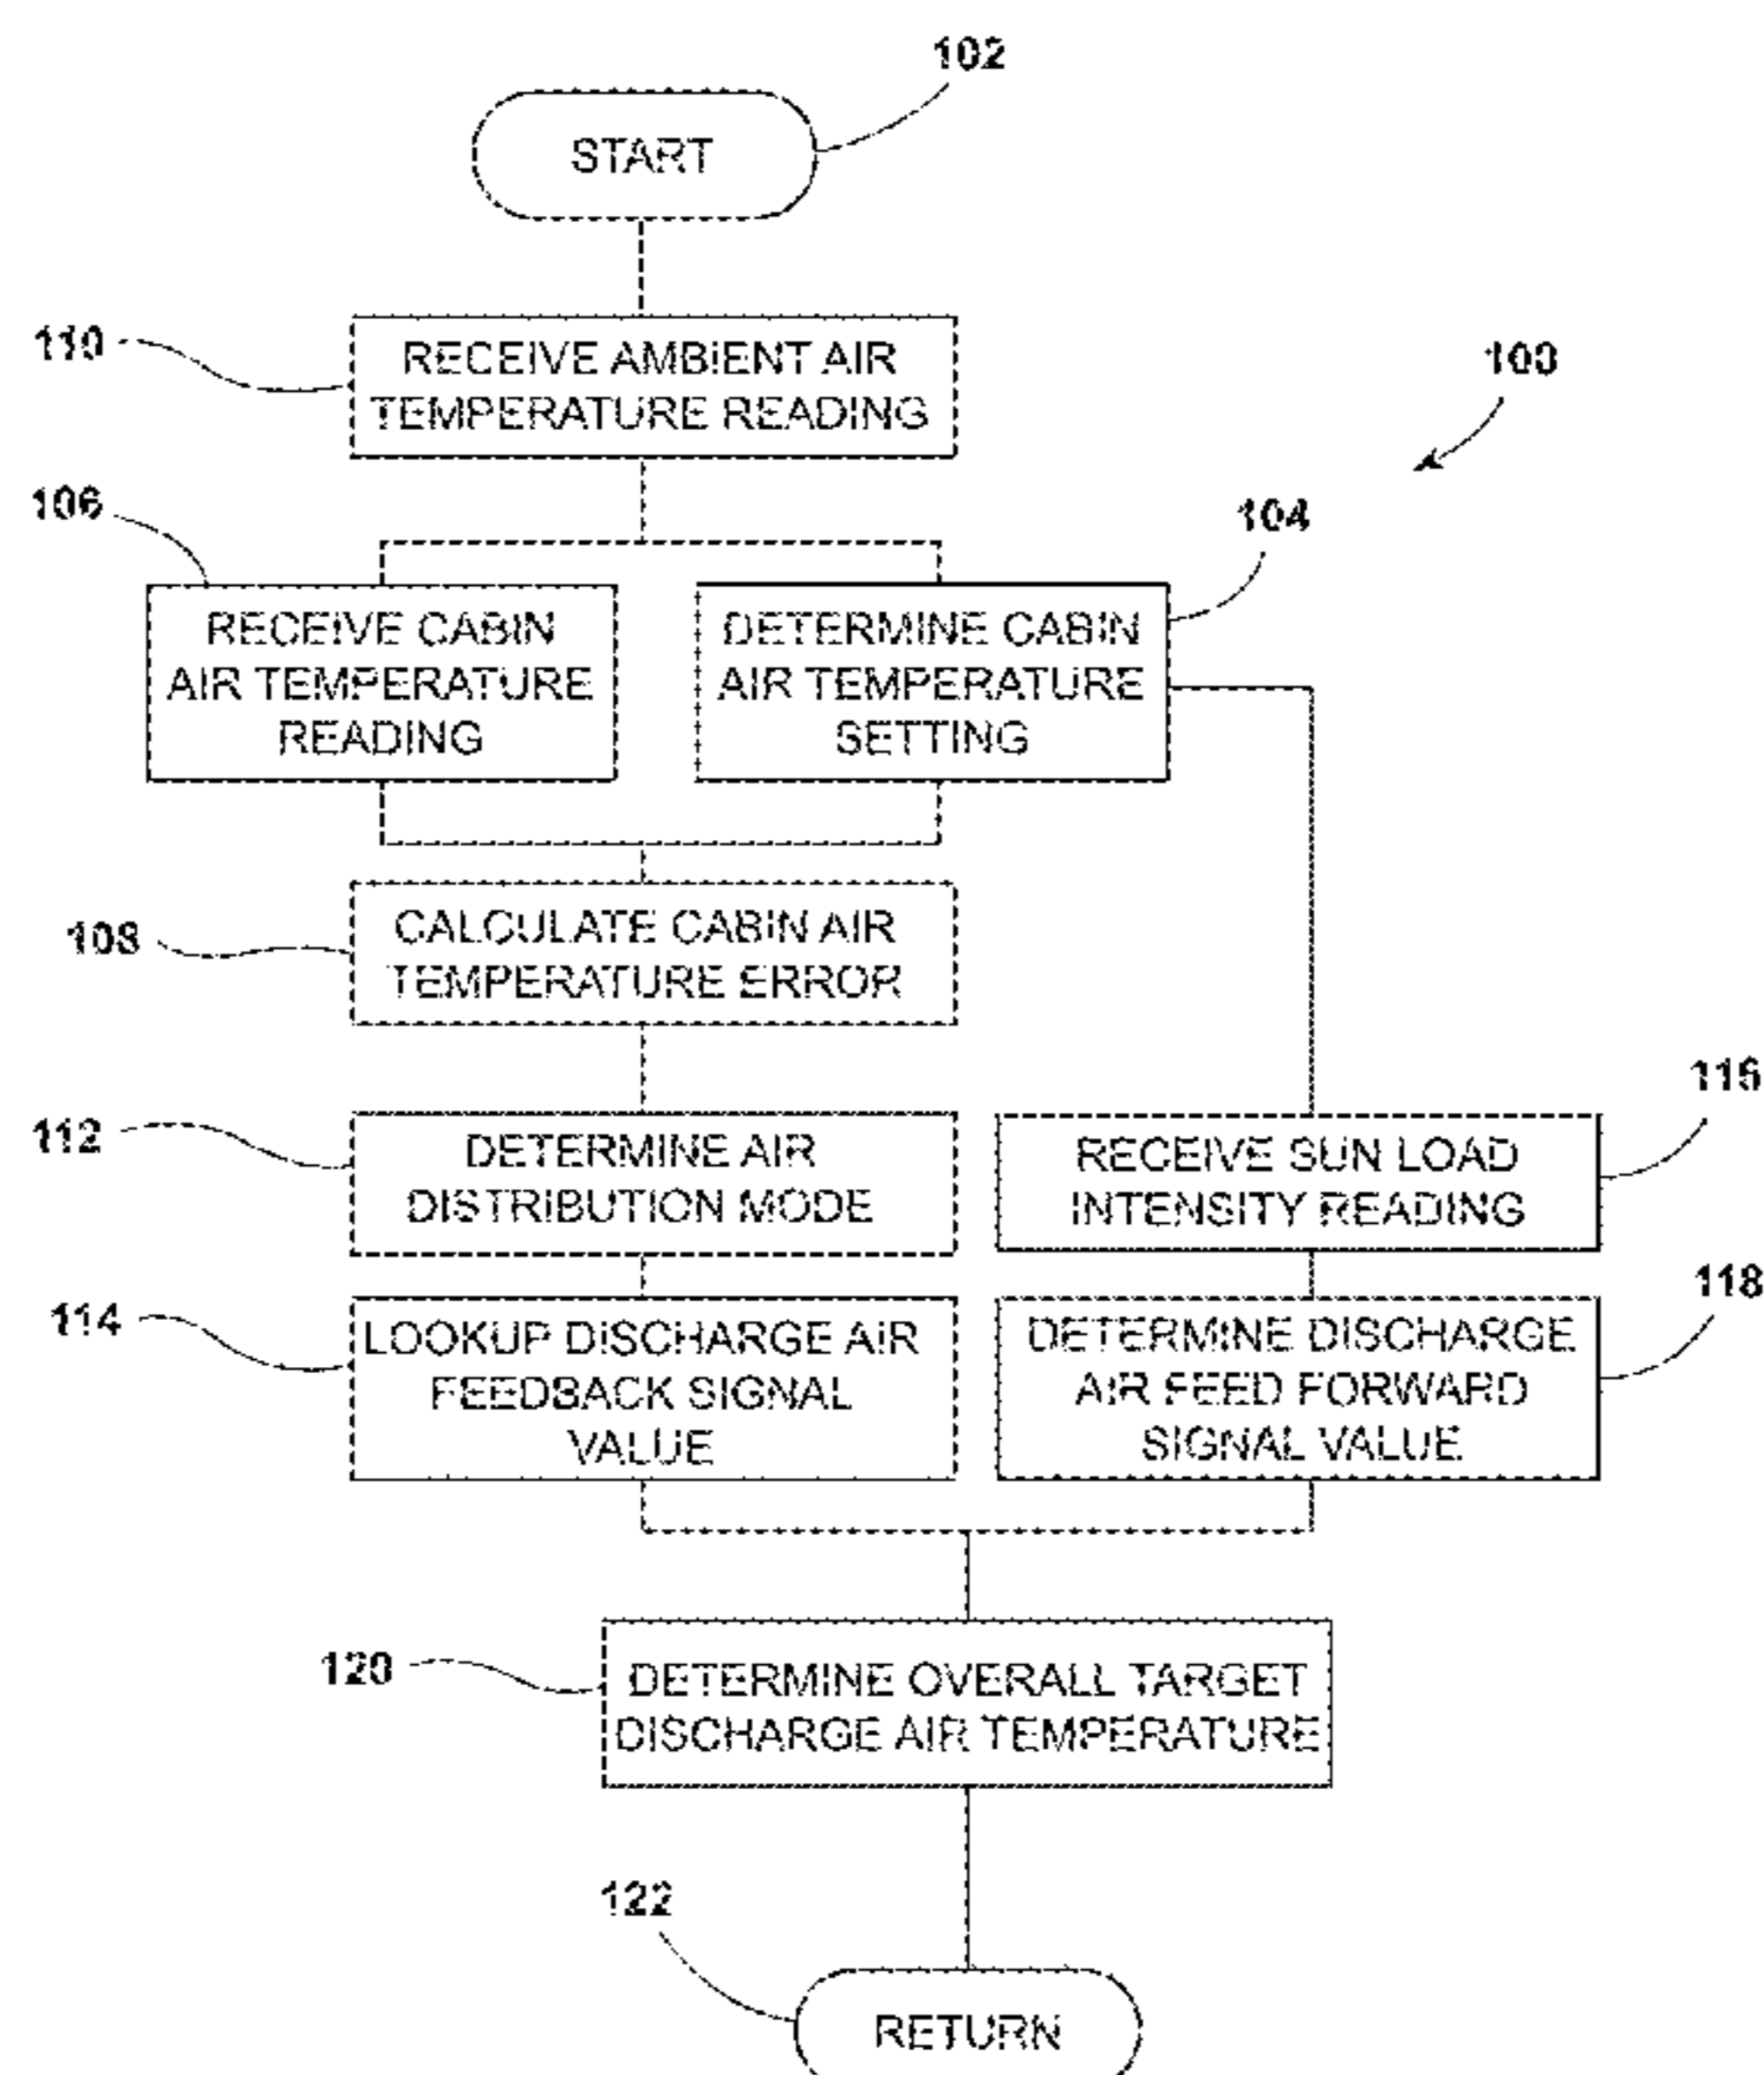 102
START
110
RECEIVE AMBIENT AIR
TEMPERATURE READING
100
106
104
RECEIVE CABIN
AIR TEMPERATURE
READING
DETERMINE CABIN
AIR TEMPERATURE
SETTING
108
CALCULATE CABIN AIR
TEMPERATURE ERROR
112
DETERMINE AIR
DISTRIBUTION MODE
116
RECEIVE SUN LOAD
INTENSITY READING
114
LOOKUP DISCHARGE AIR
FEEDBACK SIGNAL
VALUE
118
DETERMINE DISCHARGE
AIR FEED FORWARD
SIGNAL VALUE
120
DETERMINE OVERALL TARGET
DISCHARGE AIR TEMPERATURE
122
RETURN